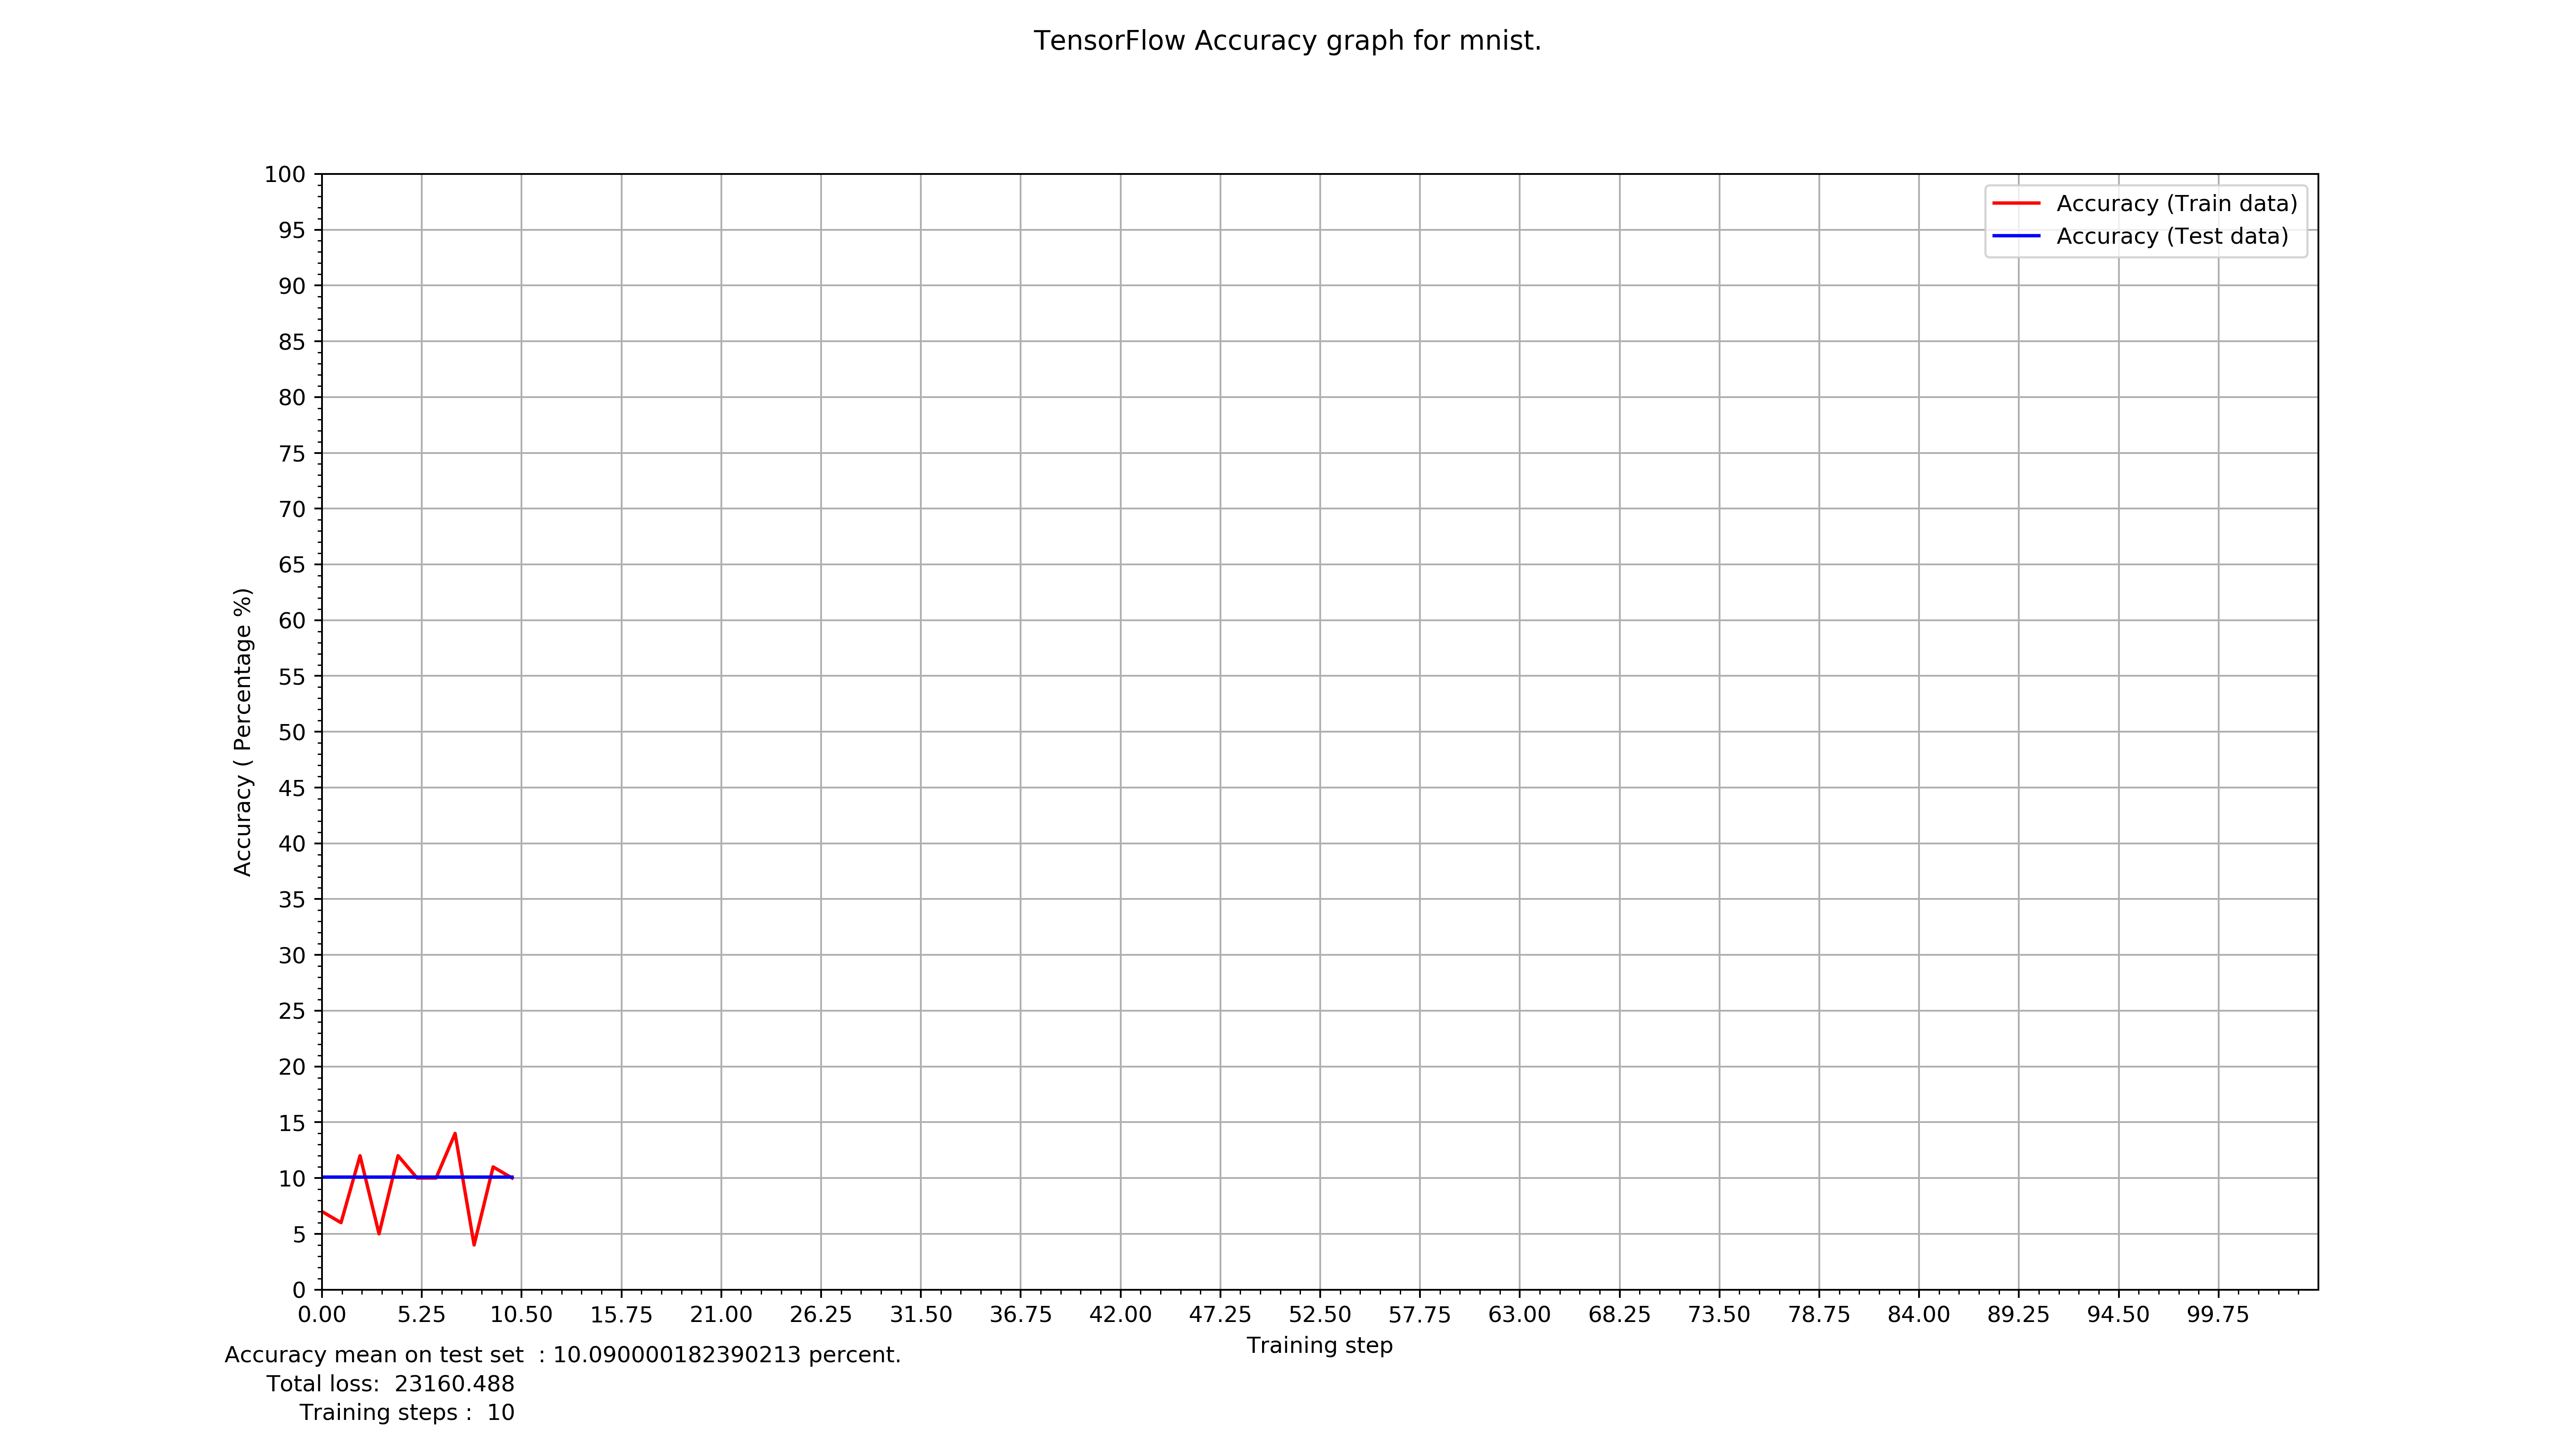 TensorFlow Accuracy graph for mnist.
Accuracy (Train data)
Accuracy (Test data)
Accuracy ( Percentage %)
100
95
90
85
80
75
70
65
60
55
50
45
40
35
30
25
20
15
10
5
0
0.00 5.25 10.50 15.75 21.00 26.25 31.50 36.75 42.00 47.25 52.50 57.75 63.00 68.25 73.50 78.75 84.00 89.25 94.50 99.75
Training step
Accuracy mean on test set  : 10.090000182390213 percent.
Total loss:  23160.488
Training steps :  10